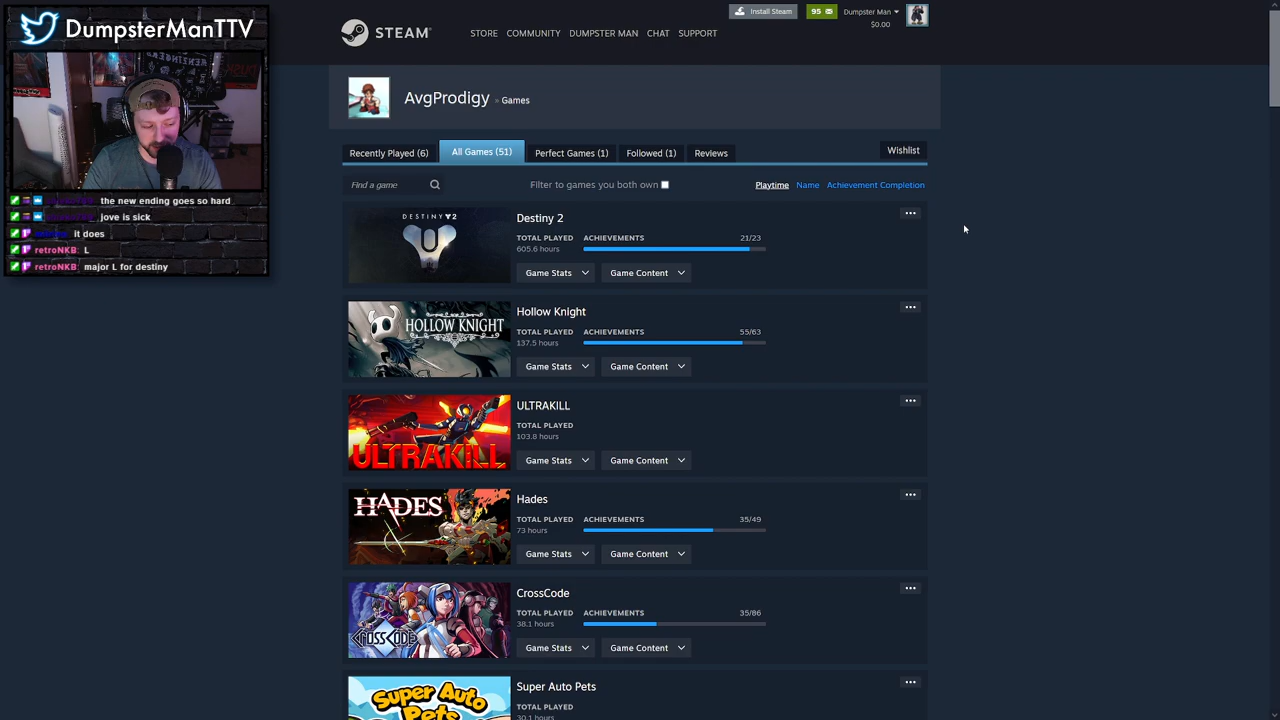 DumpsterManTTV
the new ending goes so hard
jove is sick
it does
retroNKB: L
retroNKB: major L for destiny
STEAM
STORE
COMMUNITY
DUMPSTER MAN
CHAT
SUPPORT
Install Steam
95
Dumpster Man
$0.00
AvgProdigy » Games
Recently Played (6)
All Games (51)
Perfect Games (1)
Followed (1)
Reviews
Wishlist
Find a game
Filter to games you both own
Playtime
Name
Achievement Completion
DESTINY 2
Destiny 2
TOTAL PLAYED
605.6 hours
ACHIEVEMENTS
21/23
Game Stats
Game Content
HOLLOW KNIGHT
Hollow Knight
TOTAL PLAYED
137.5 hours
ACHIEVEMENTS
55/63
Game Stats
Game Content
ULTRAKILL
ULTRAKILL
TOTAL PLAYED
103.8 hours
Game Stats
Game Content
HADES
Hades
TOTAL PLAYED
73 hours
ACHIEVEMENTS
35/49
Game Stats
Game Content
CROSSCODE
CrossCode
TOTAL PLAYED
38.1 hours
ACHIEVEMENTS
35/86
Game Stats
Game Content
Super Auto Pets
Super Auto Pets
TOTAL PLAYED
30.1 hours